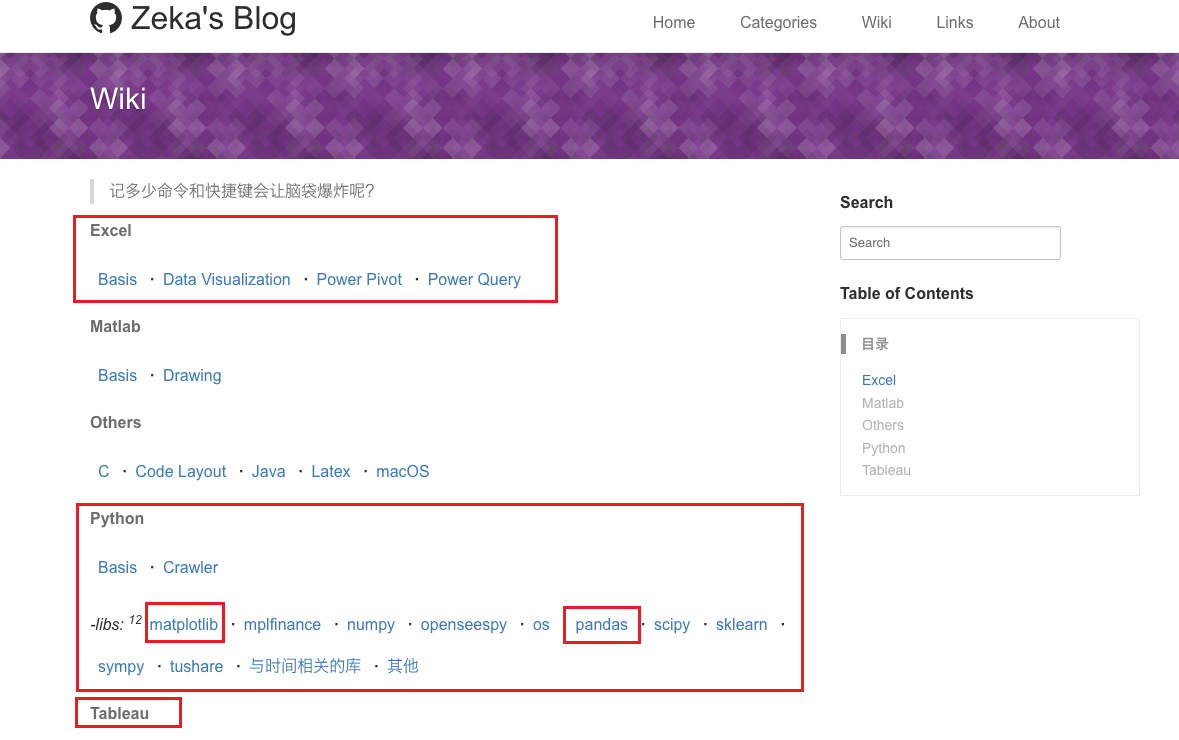 Zeka's Blog
Home Categories Wiki Links About
Wiki
记多少命令和快捷键会让脑袋爆炸呢?
Excel
Basis · Data Visualization · Power Pivot · Power Query
Matlab
Basis · Drawing
Others
C · Code Layout · Java · Latex · macOS
Python
Basis · Crawler
-libs: 12 matplotlib · mplfinance · numpy · openseespy · os pandas · scipy · sklearn ·
sympy · tushare · 与时间相关的库 · 其他
Tableau
Search
Search
Table of Contents
目录
Excel
Matlab
Others
Python
Tableau